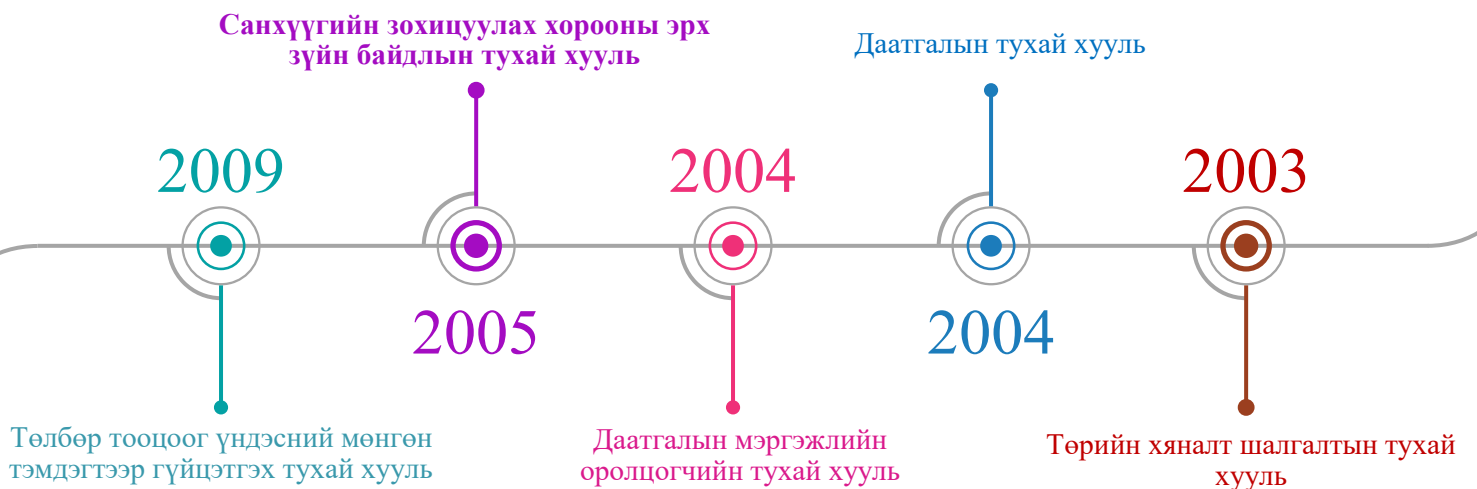 Санхүүгийн зохицуулах хорооны эрх
зүйн байдлын тухай хууль
Даатгалын тухай хууль
2009
2004
2003
2005
2004
Төлбөр тооцоог үндэсний мөнгөн
тэмдэгтээр гүйцэтгэх тухай хууль
Даатгалын мэргэжлийн
оролцогчийн тухай хууль
Төрийн хяналт шалгалтын тухай
хууль